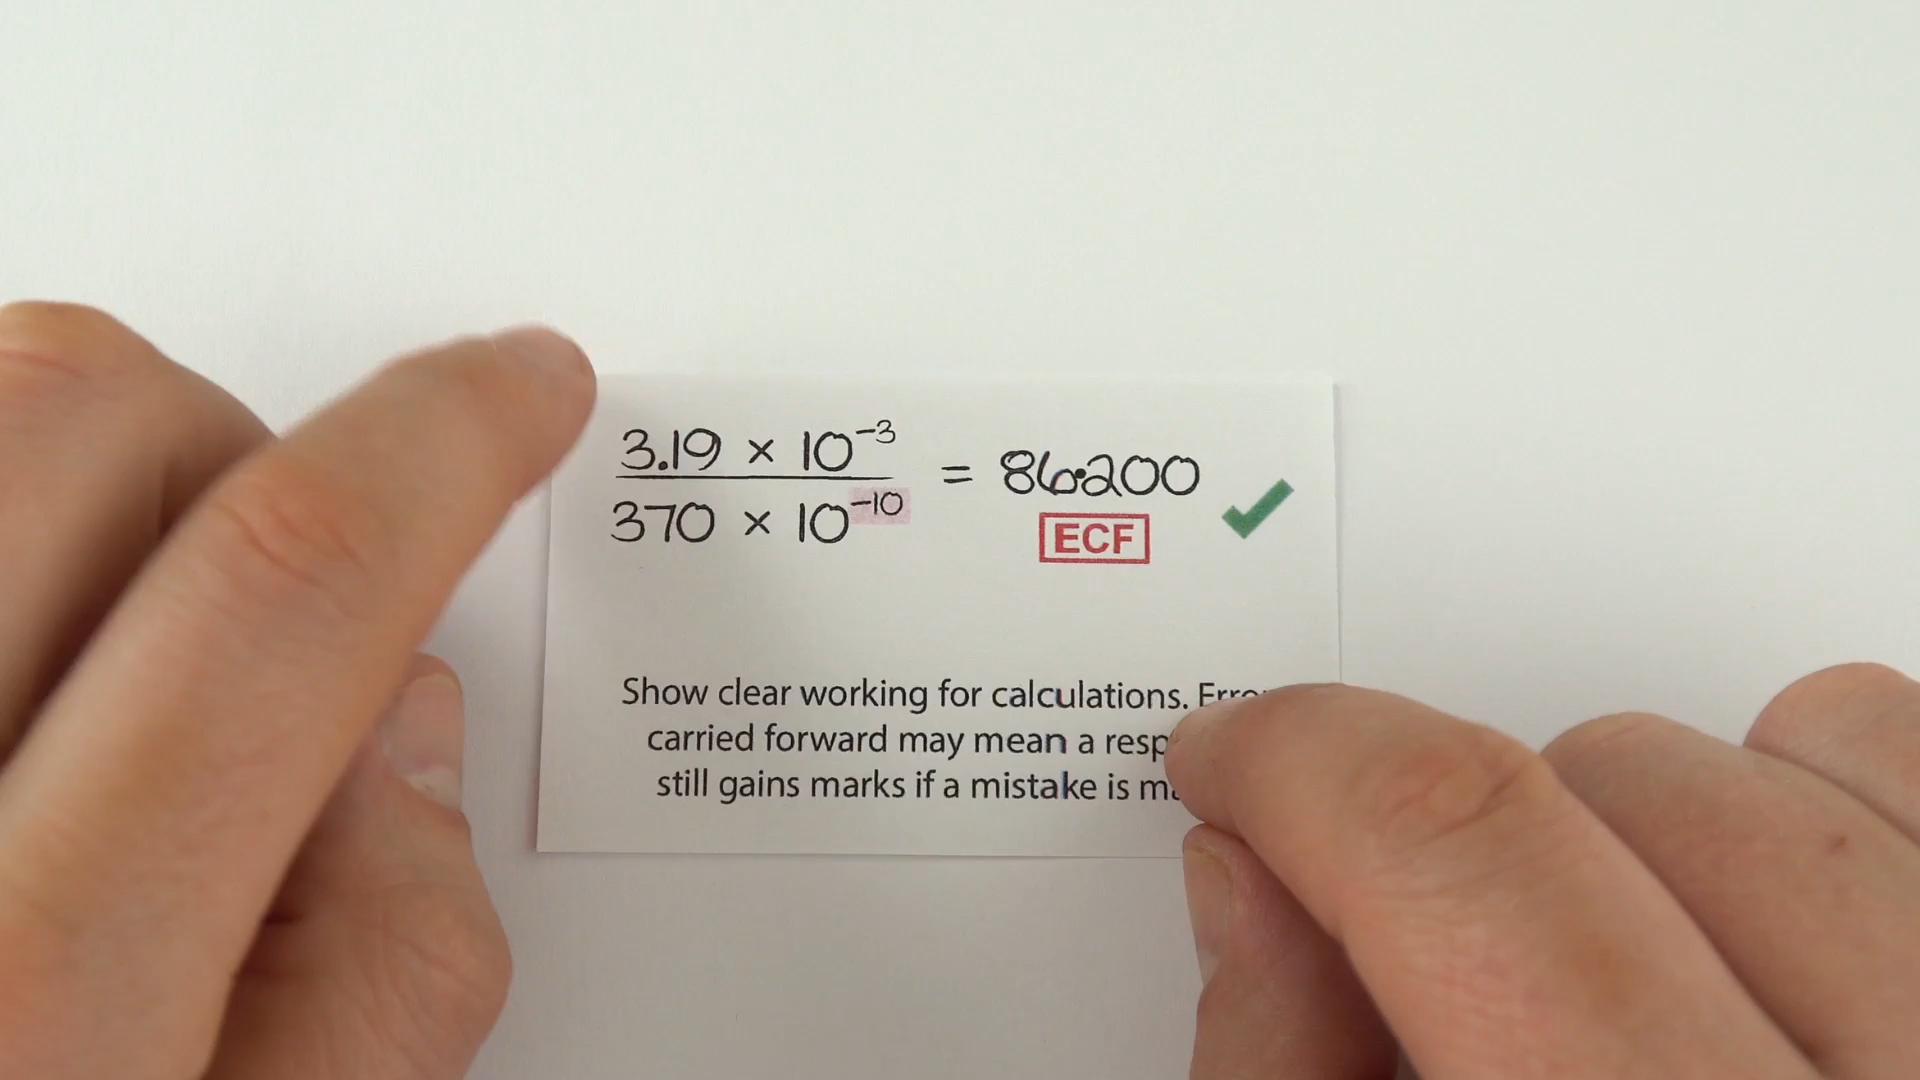 3.19 × 10⁻³
370 × 10⁻¹⁰
= 86200
ECF
Show clear working for calculations.
carried forward may mean a
still gains marks if a mistake is